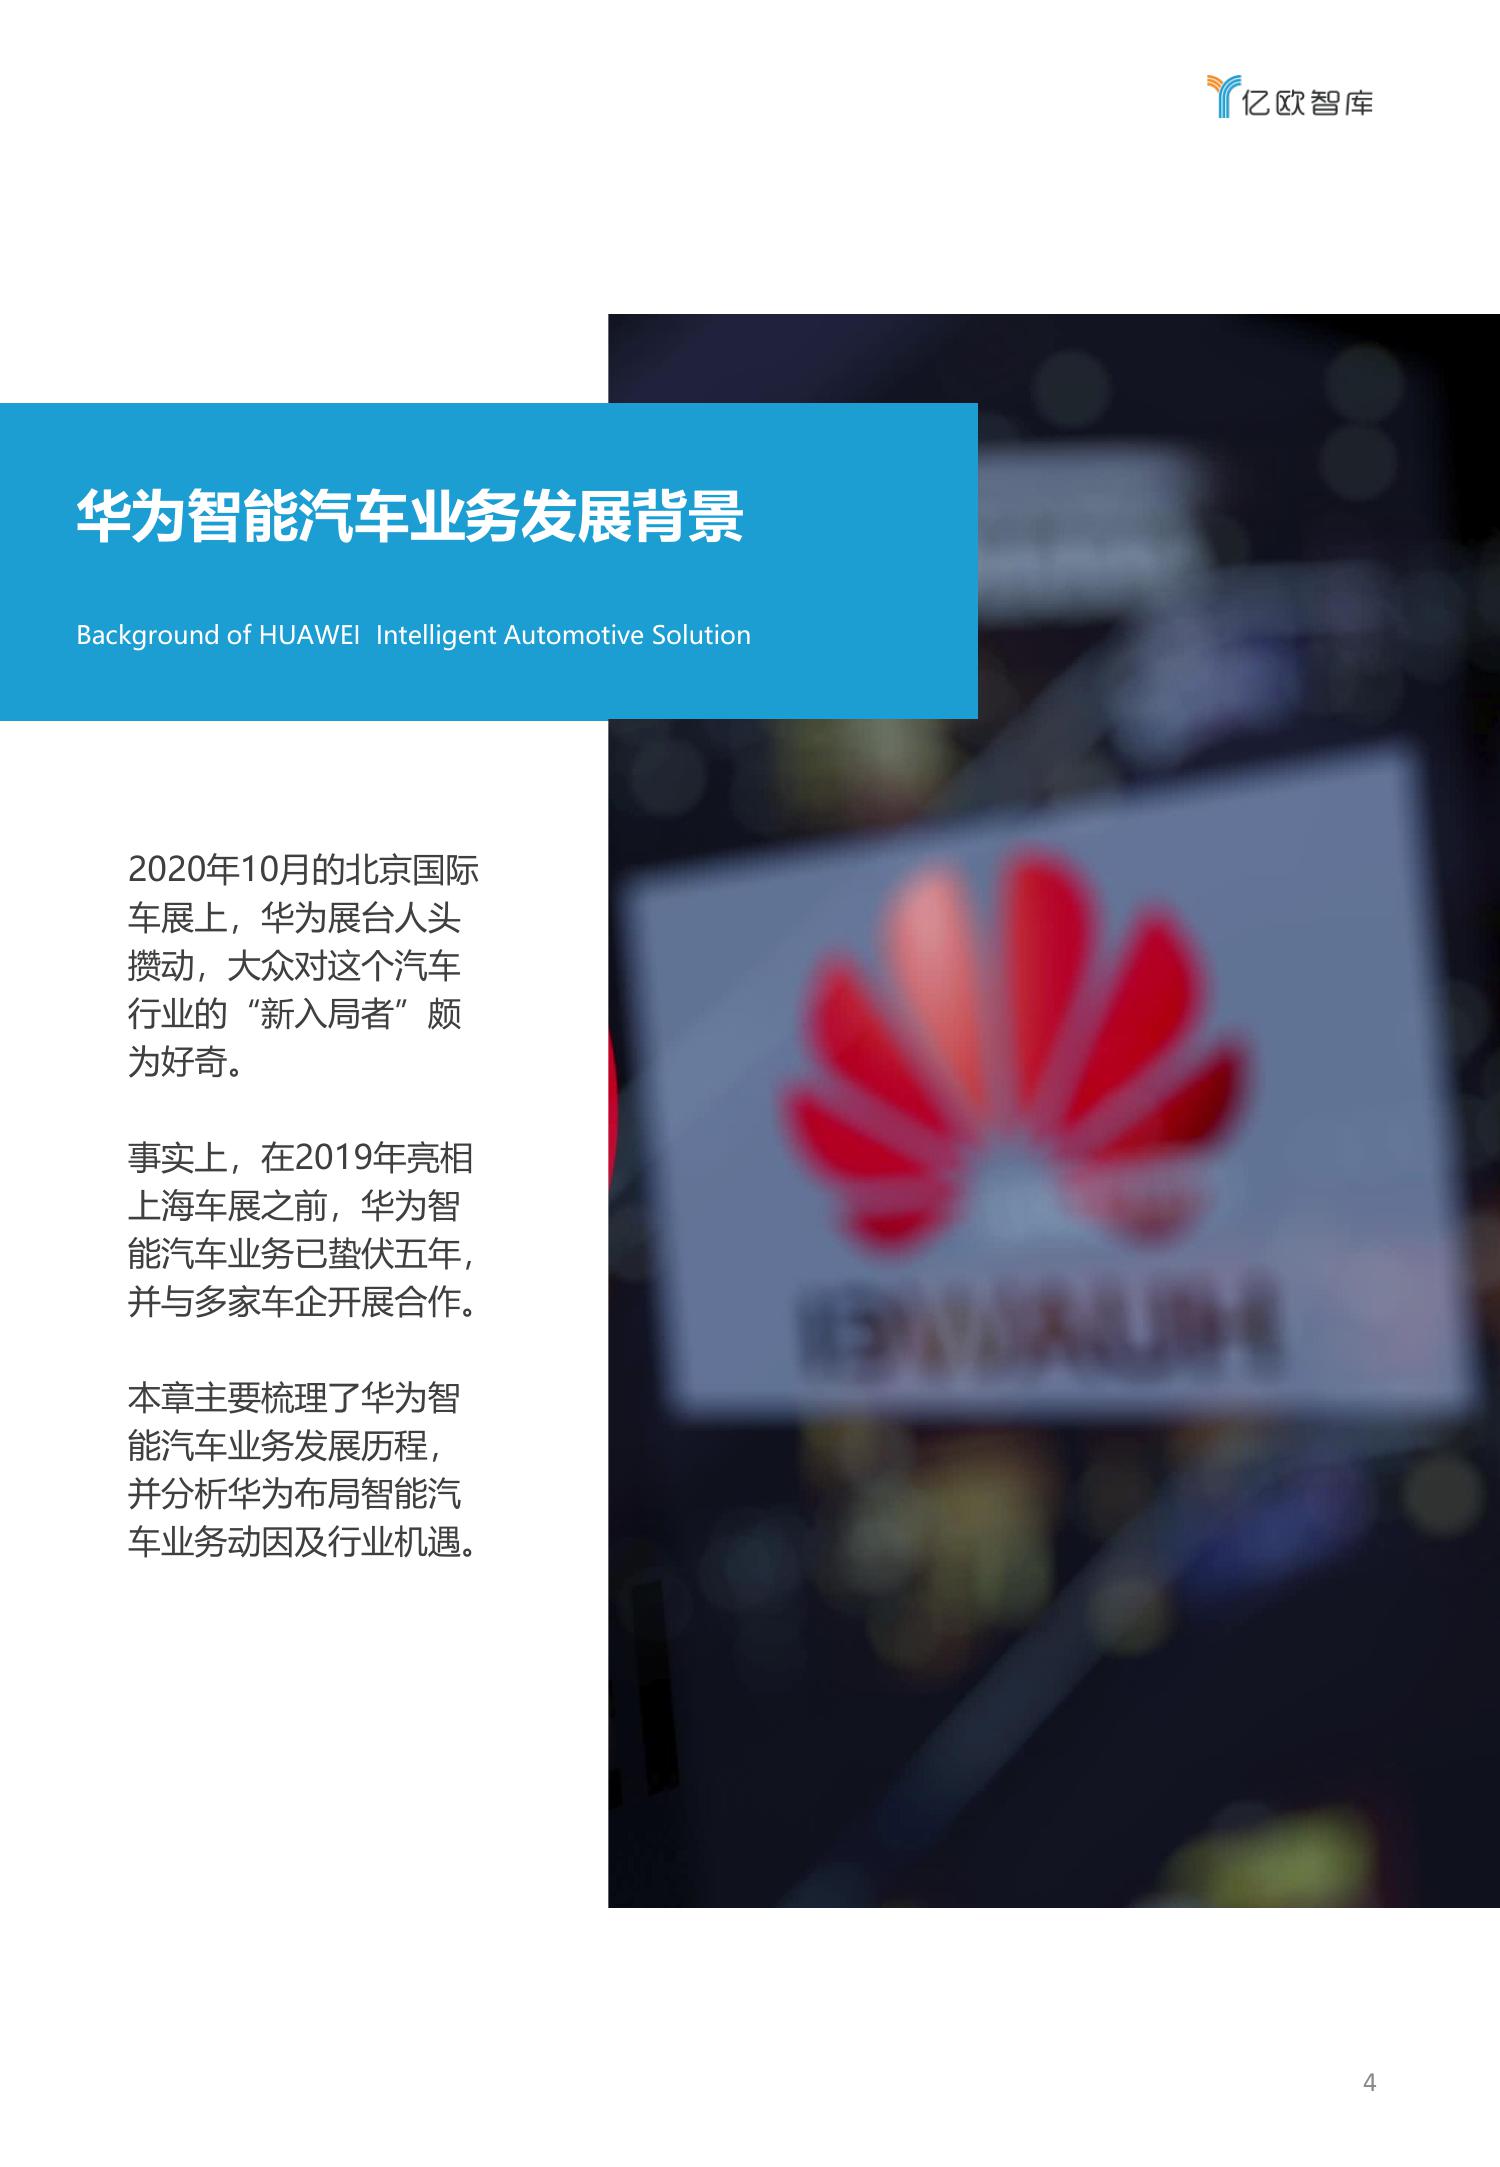 亿欧智库
华为智能汽车业务发展背景
Background of HUAWEI  Intelligent Automotive Solution
2020年10月的北京国际
车展上，华为展台人头
攒动，大众对这个汽车
行业的“新入局者”颇
为好奇。
事实上，在2019年亮相
上海车展之前，华为智
能汽车业务已蛰伏五年，
并与多家车企开展合作。
本章主要梳理了华为智
能汽车业务发展历程，
并分析华为布局智能汽
车业务动因及行业机遇。
4